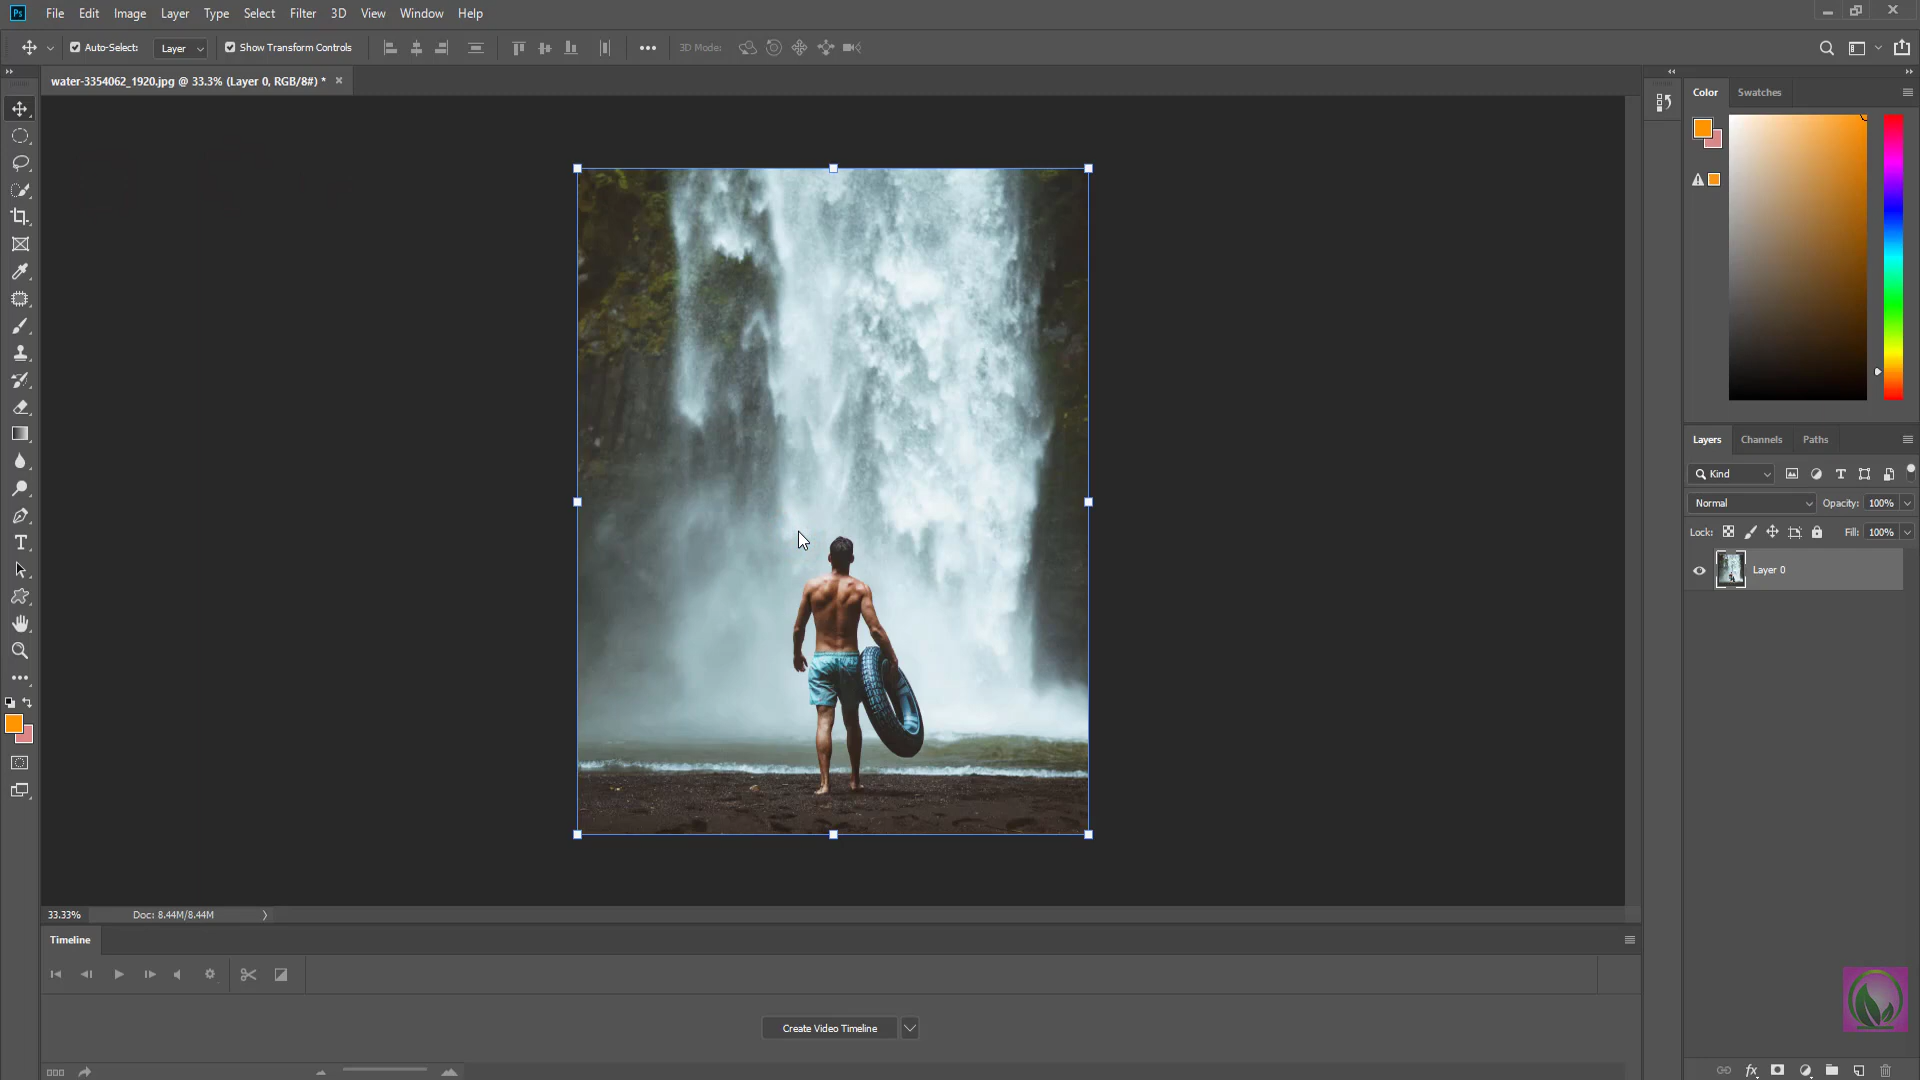 Ps File Edit Image Layer Type Select Filter 3D View Window Help
Auto-Select: Layer Show Transform Controls 3D Mode:
water-3354062_1920.jpg @ 33.3% (Layer 0, RGB/8#) * ×
Color Swatches
Layers Channels Paths
Kind
Normal Opacity: 100%
Lock: Fill: 100%
Layer 0
33.33% Doc: 8.44M/8.44M
Timeline
Create Video Timeline
fx